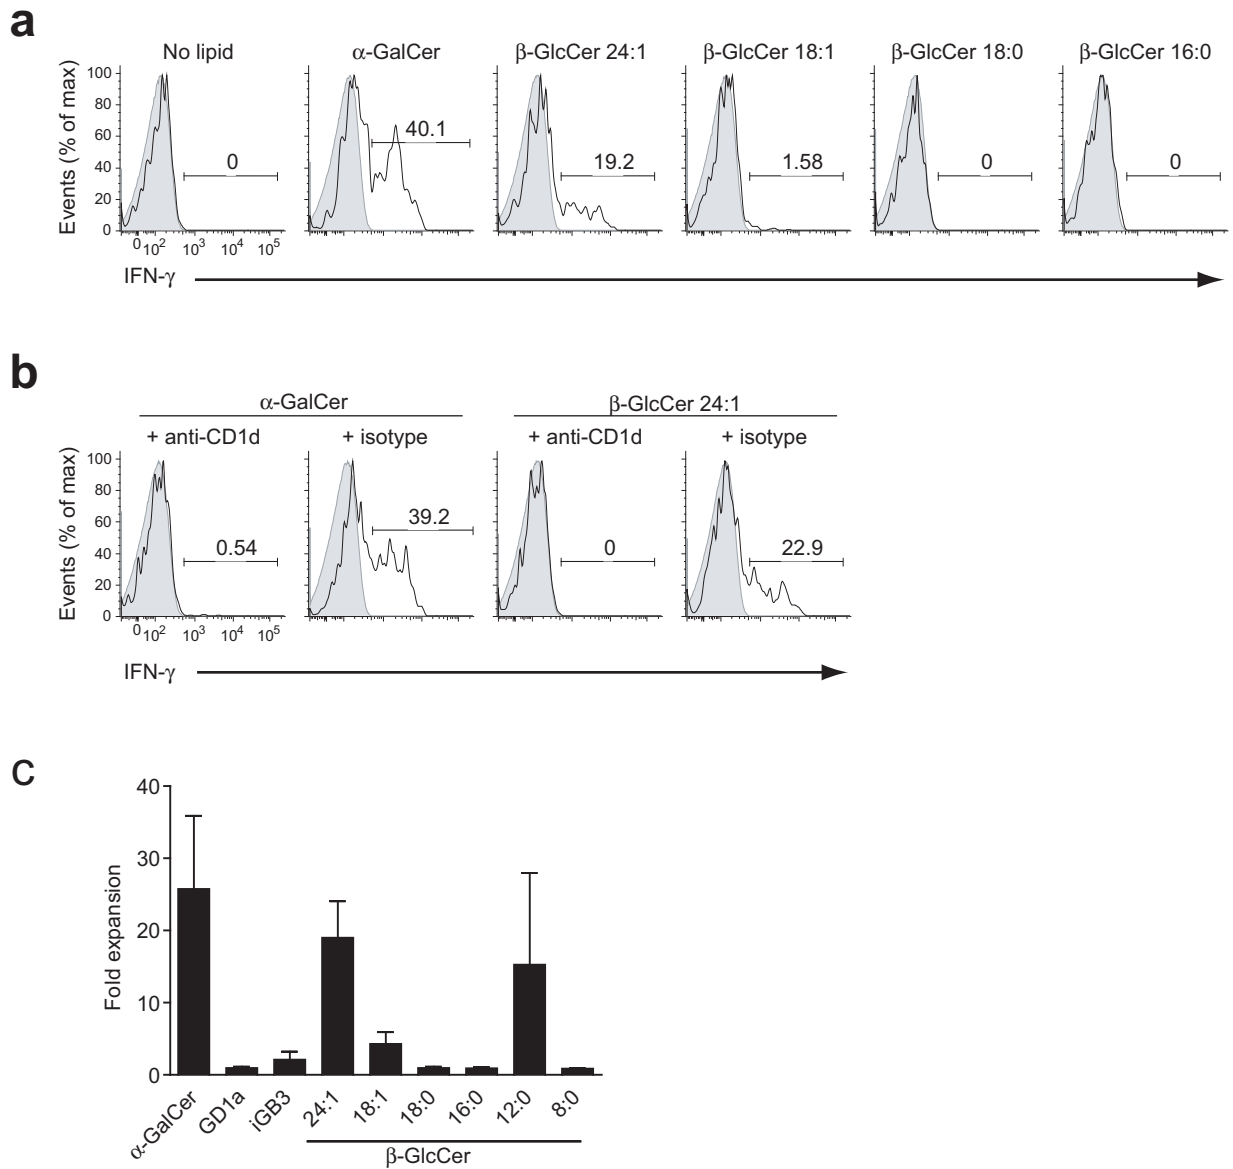 a
No lipid α-GalCer β-GlcCer 24:1 β-GlcCer 18:1 β-GlcCer 18:0 β-GlcCer 16:0
Events (% of max)
100
80
60
40
20
0
0 40.1 19.2 1.58 0 0
0 10² 10³ 10⁴ 10⁵
IFN-γ
b
α-GalCer β-GlcCer 24:1
+ anti-CD1d + isotype + anti-CD1d + isotype
Events (% of max)
100
80
60
40
20
0
0.54 39.2 0 22.9
0 10² 10³ 10⁴ 10⁵
IFN-γ
c
Fold expansion
40
30
20
10
0
α-GalCer GD1a iGB3 24:1 18:1 18:0 16:0 12:0 8:0
β-GlcCer